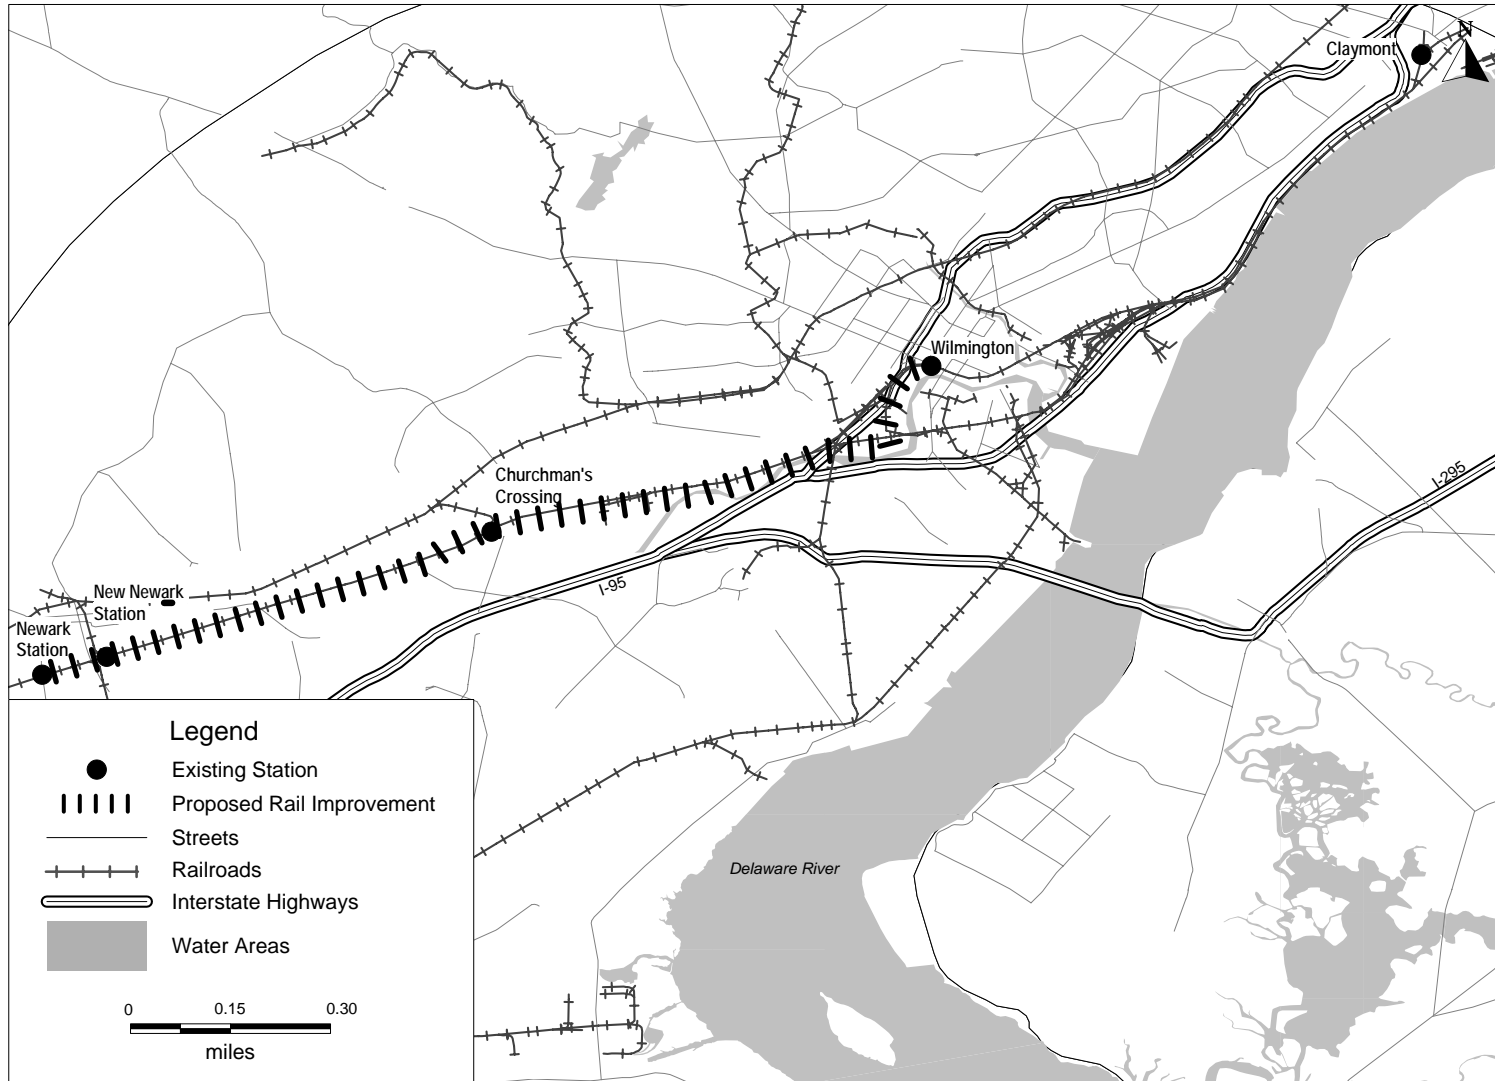 N
Claymont
Wilmington
Churchman's
Crossing
I-295
I-95
New Newark
Station
Newark
Station
Legend
Existing Station
Proposed Rail Improvement
Streets
Railroads
Interstate Highways
Water Areas
0 0.15 0.30
miles
Delaware River